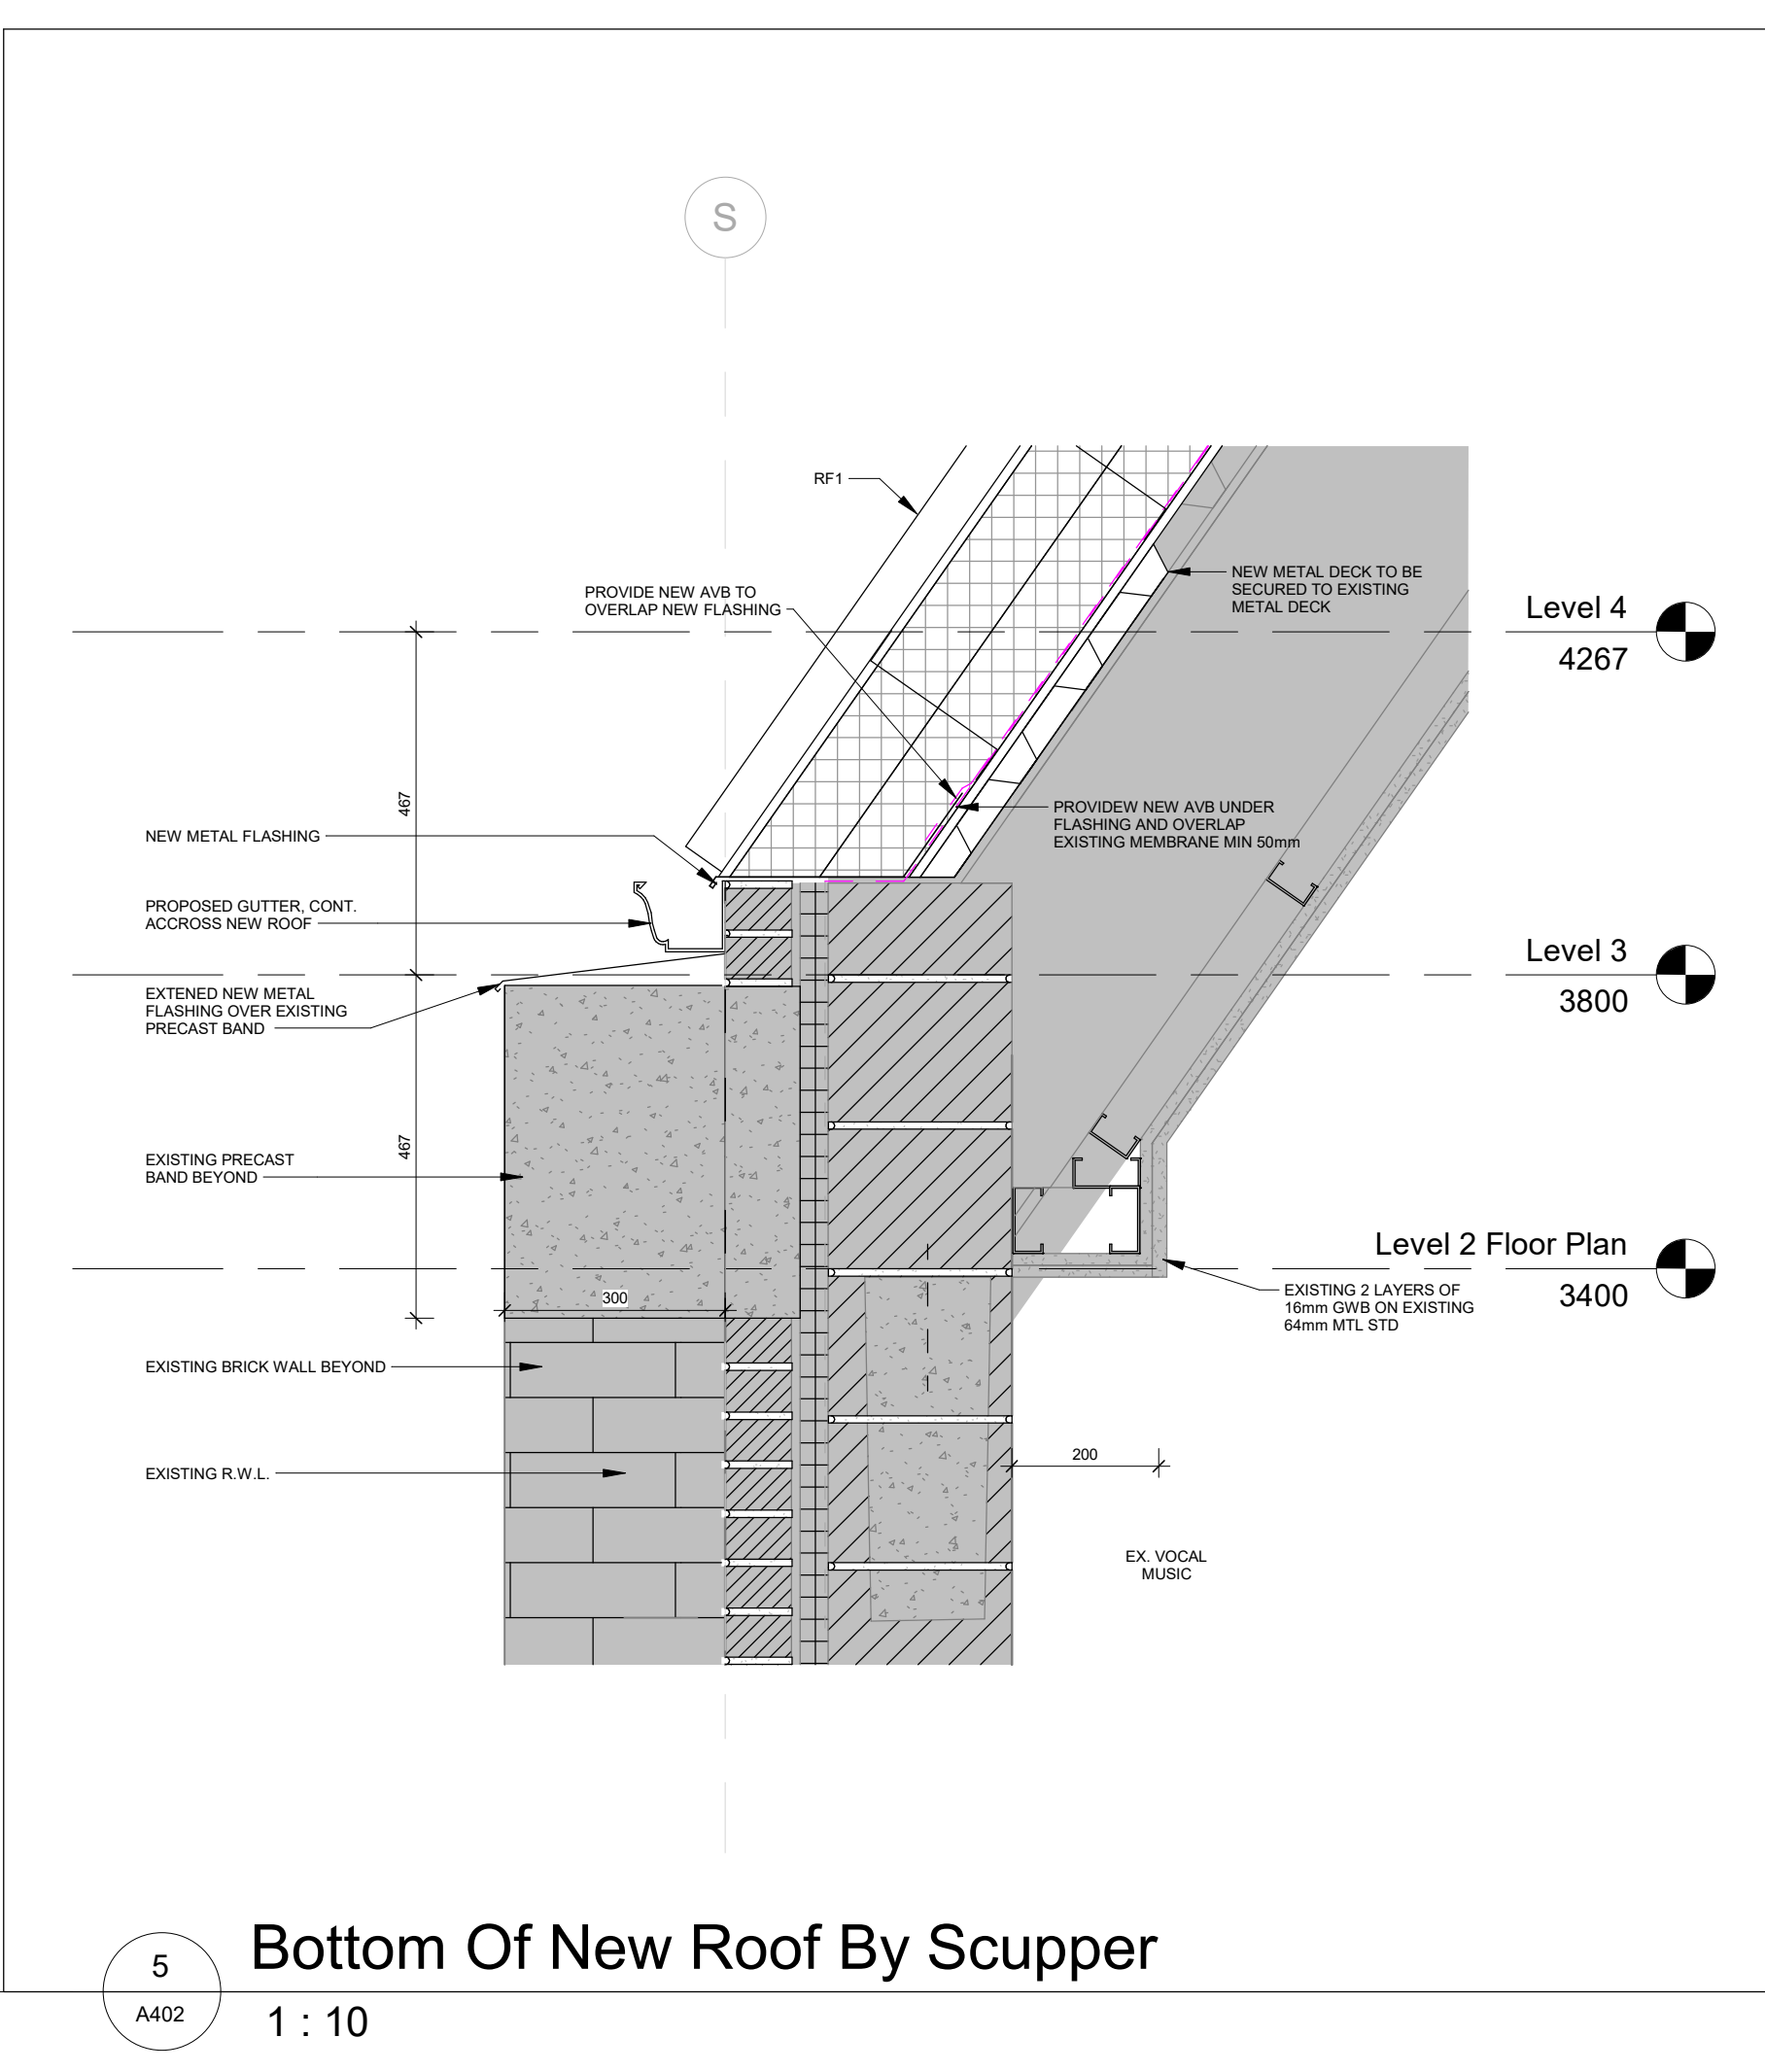 S
RF1
PROVIDE NEW AVB TO
OVERLAP NEW FLASHING
NEW METAL DECK TO BE
SECURED TO EXISTING
METAL DECK
Level 4
4267
467
PROVIDEW NEW AVB UNDER
FLASHING AND OVERLAP
EXISTING MEMBRANE MIN 50mm
NEW METAL FLASHING
PROPOSED GUTTER, CONT.
ACCROSS NEW ROOF
Level 3
3800
EXTENED NEW METAL
FLASHING OVER EXISTING
PRECAST BAND
467
EXISTING PRECAST
BAND BEYOND
Level 2 Floor Plan
3400
300
EXISTING 2 LAYERS OF
16mm GWB ON EXISTING
64mm MTL STD
EXISTING BRICK WALL BEYOND
200
EXISTING R.W.L.
EX. VOCAL
MUSIC
5
A402
Bottom Of New Roof By Scupper
1 : 10